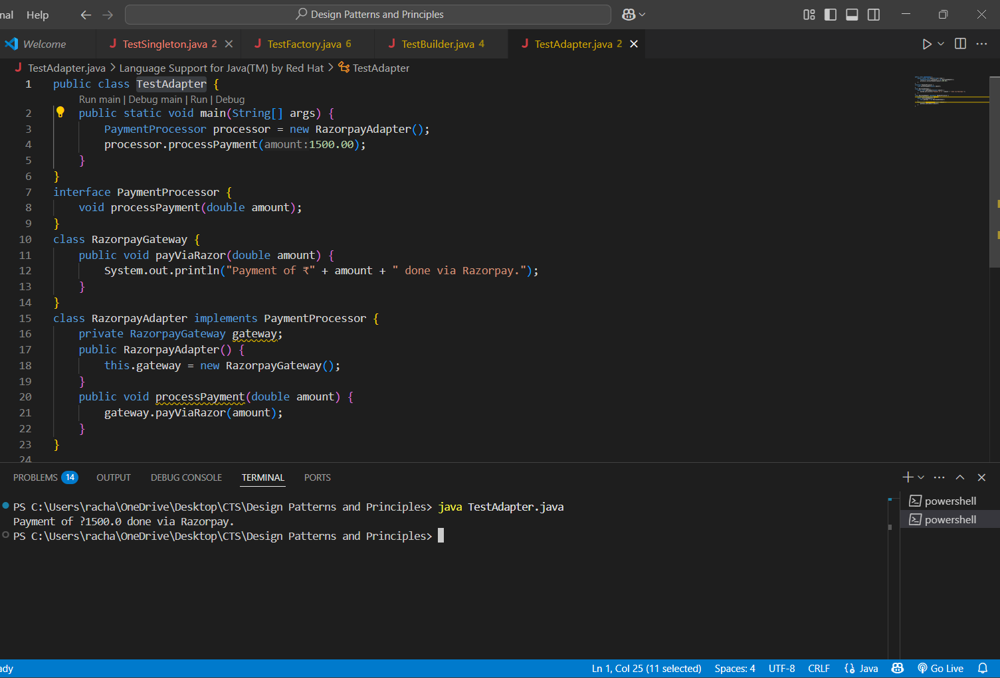 nal Help Design Patterns and Principles
Welcome J TestSingleton.java 2 J TestFactory.java 6 J TestBuilder.java 4 J TestAdapter.java 2
J TestAdapter.java > Language Support for Java(TM) by Red Hat > TestAdapter
1 public class TestAdapter {
Run main | Debug main | Run | Debug
2 public static void main(String[] args) {
3 PaymentProcessor processor = new RazorpayAdapter();
4 processor.processPayment(amount:1500.00);
5 }
6 }
7 interface PaymentProcessor {
8 void processPayment(double amount);
9 }
10 class RazorpayGateway {
11 public void payViaRazor(double amount) {
12 System.out.println("Payment of ₹" + amount + " done via Razorpay.");
13 }
14 }
15 class RazorpayAdapter implements PaymentProcessor {
16 private RazorpayGateway gateway;
17 public RazorpayAdapter() {
18 this.gateway = new RazorpayGateway();
19 }
20 public void processPayment(double amount) {
21 gateway.payViaRazor(amount);
22 }
23 }
24
PROBLEMS 14 OUTPUT DEBUG CONSOLE TERMINAL PORTS
PS C:\Users\racha\OneDrive\Desktop\CTS\Design Patterns and Principles> java TestAdapter.java
Payment of ?1500.0 done via Razorpay.
PS C:\Users\racha\OneDrive\Desktop\CTS\Design Patterns and Principles>
powershell
powershell
ady Ln 1, Col 25 (11 selected) Spaces: 4 UTF-8 CRLF Java Go Live